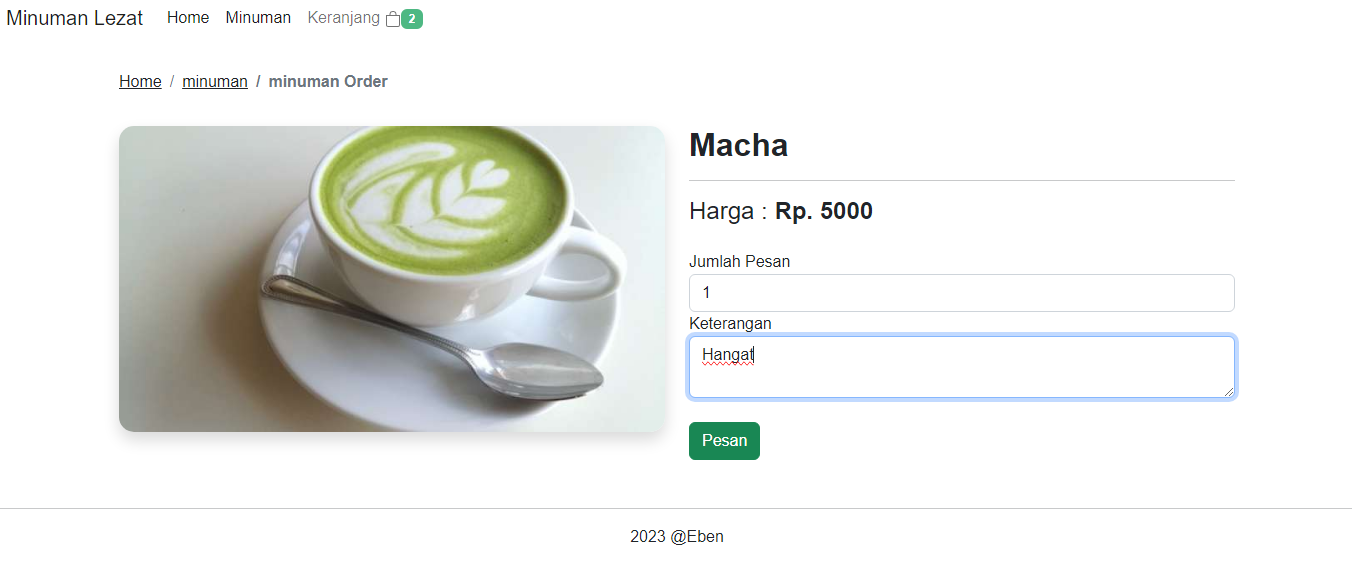 Minuman Lezat Home Minuman Keranjang 2
Home / minuman / minuman Order
Macha
Harga : Rp. 5000
Jumlah Pesan
1
Keterangan
Hangat
Pesan
2023 @Eben